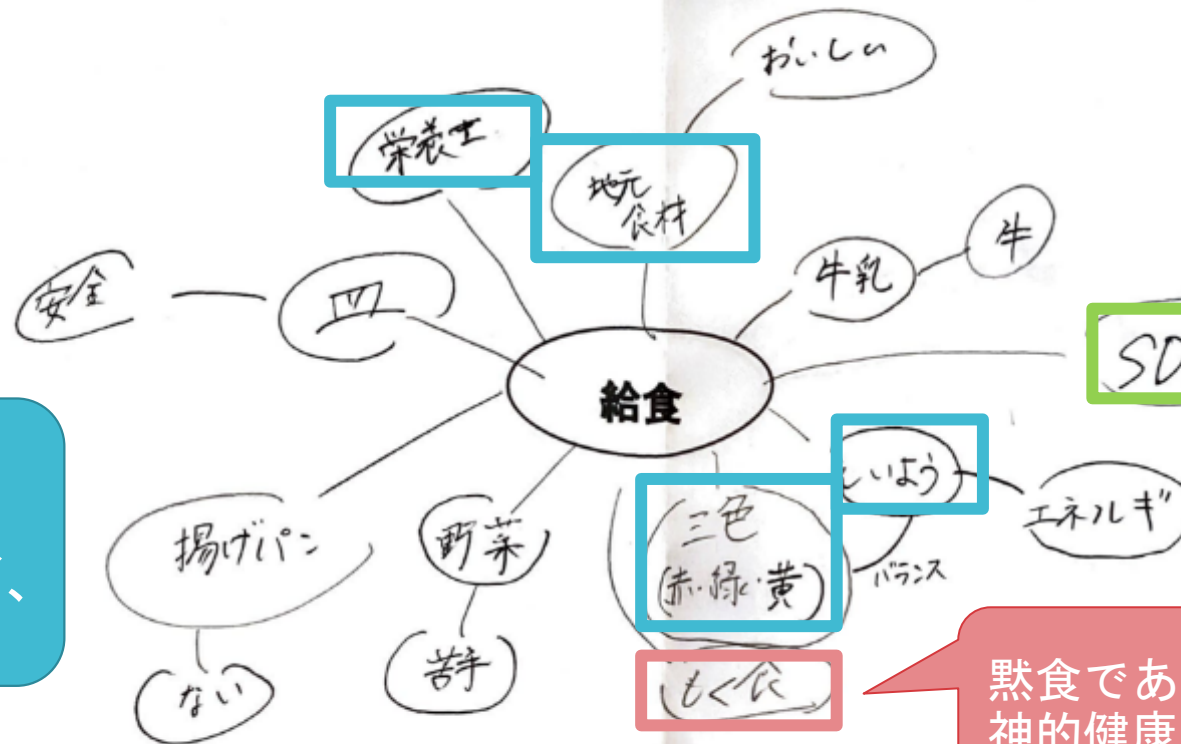 おいしい
栄養士
地元
食材
牛乳
牛
安全
皿
給食
SD
えいよう
エネルギ
三色
(赤・緑・黄)
バランス
揚げパン
ない
野菜
苦手
もく食
、
黙食であ
神的健康